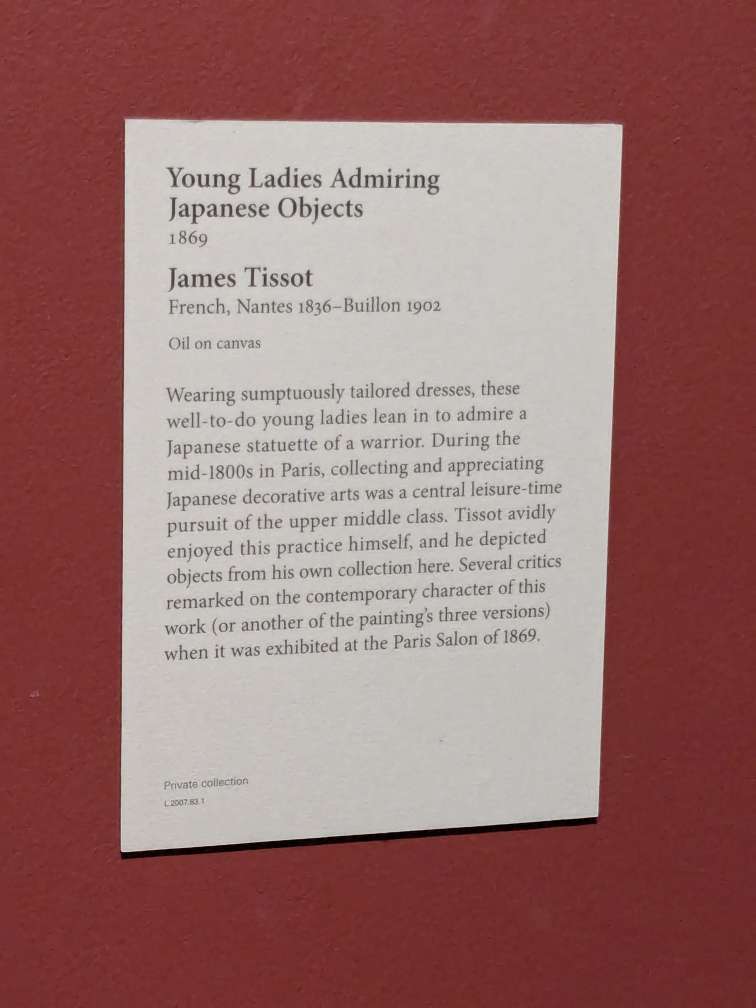 Young Ladies Admiring
Japanese Objects
1869
James Tissot
French, Nantes 1836–Buillon 1902
Oil on canvas
Wearing sumptuously tailored dresses, these
well-to-do young ladies lean in to admire a
Japanese statuette of a warrior. During the
mid-1800s in Paris, collecting and appreciating
Japanese decorative arts was a central leisure-time
pursuit of the upper middle class. Tissot avidly
enjoyed this practice himself, and he depicted
objects from his own collection here. Several critics
remarked on the contemporary character of this
work (or another of the painting's three versions)
when it was exhibited at the Paris Salon of 1869.
Private collection
L.2007.83.1